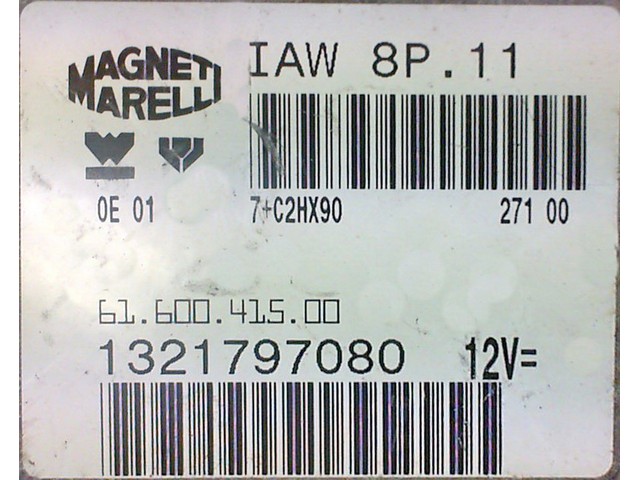 MAGNETI
MARELLI
IAW 8P.11
0E 01 7+C2HX90 271 00
61.600.415.00
1321797080 12V=